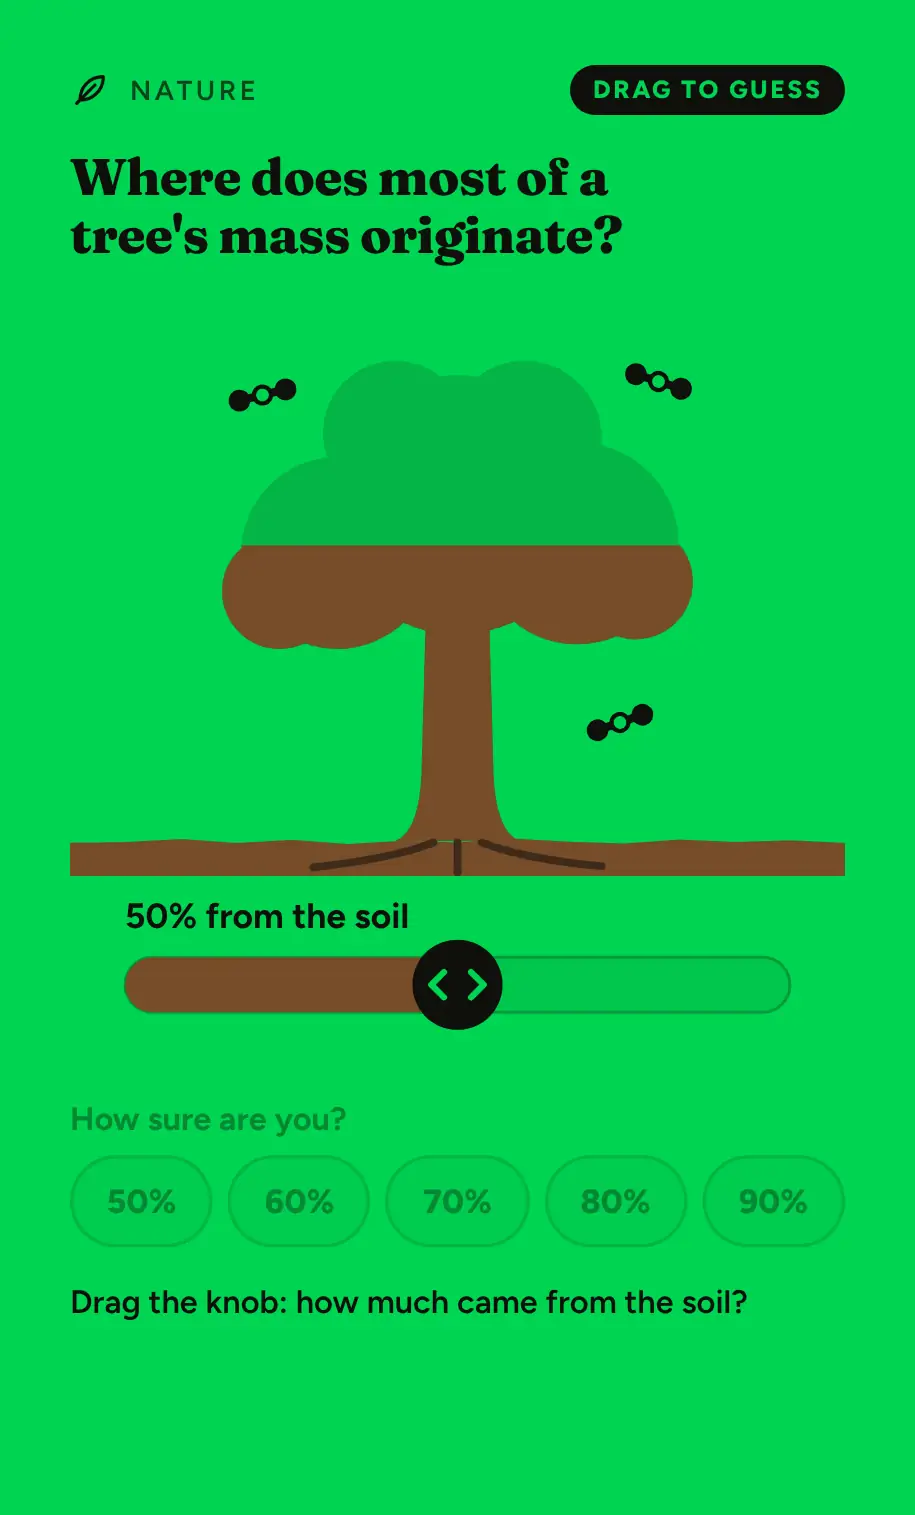 NATURE
DRAG TO GUESS
Where does most of a
tree's mass originate?
50% from the soil
How sure are you?
50%
60%
70%
80%
90%
Drag the knob: how much came from the soil?